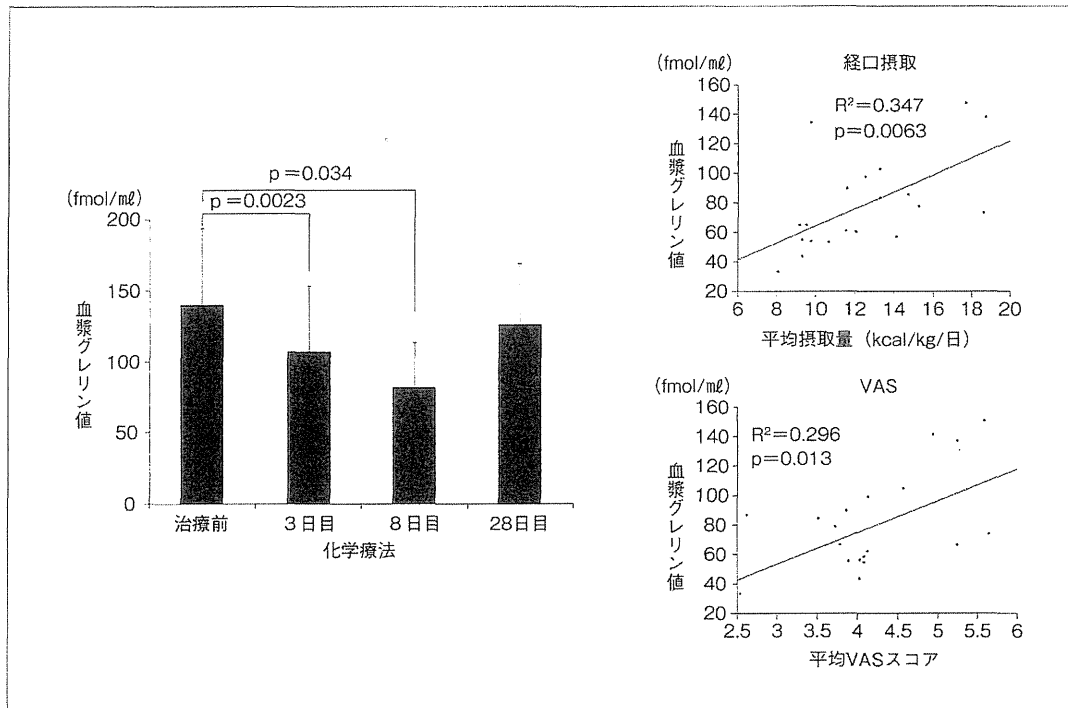 p=0.034
(fmol/mℓ)
p=0.0023
200
150
100
50
0
血漿グレリン値
治療前 3日目 8日目 28日目
化学療法
(fmol/mℓ) 経口摂取
160
140
120
100
80
60
40
20
R²=0.347
p=0.0063
血漿グレリン値
6 8 10 12 14 16 18 20
平均摂取量 (kcal/kg/日)
(fmol/mℓ) VAS
160
140
120
100
80
60
40
20
R²=0.296
p=0.013
血漿グレリン値
2.5 3 3.5 4 4.5 5 5.5 6
平均VASスコア